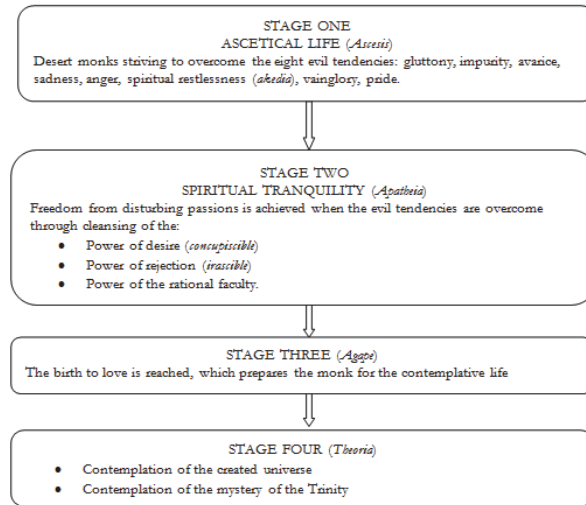 STAGE ONE
ASCETICAL LIFE (Ascesis)
Desert monks striving to overcome the eight evil tendencies: gluttony, impurity, avarice,
sadness, anger, spiritual restlessness (akedia), vainglory, pride.
STAGE TWO
SPIRITUAL TRANQUILITY (Apatheia)
Freedom from disturbing passions is achieved when the evil tendencies are overcome
through cleansing of the:
• Power of desire (concupiscible)
• Power of rejection (irascible)
• Power of the rational faculty.
STAGE THREE (Agape)
The birth to love is reached, which prepares the monk for the contemplative life
STAGE FOUR (Theoria)
• Contemplation of the created universe
• Contemplation of the mystery of the Trinity